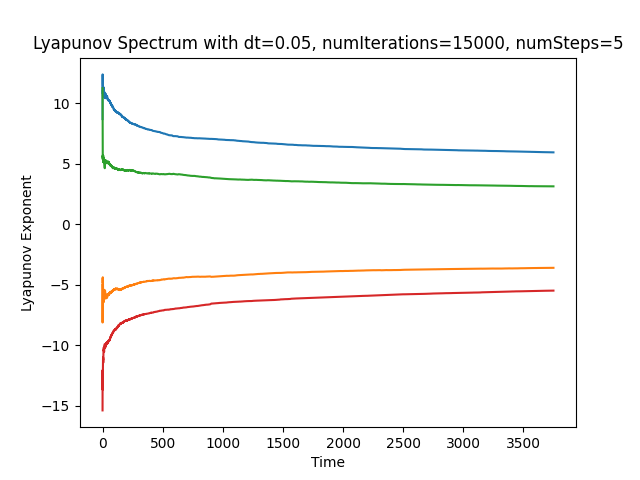 Lyapunov Spectrum with dt=0.05, numIterations=15000, numSteps=5
10
5
0
−5
−10
−15
Lyapunov Exponent
0 500 1000 1500 2000 2500 3000 3500
Time